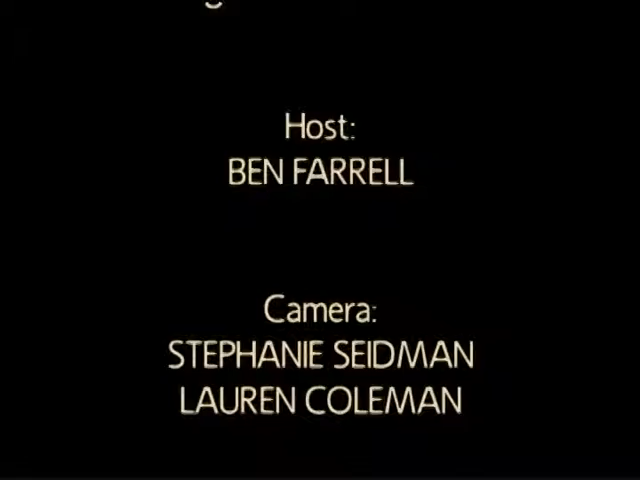 Host:
BEN FARRELL
Camera:
STEPHANIE SEIDMAN
LAUREN COLEMAN